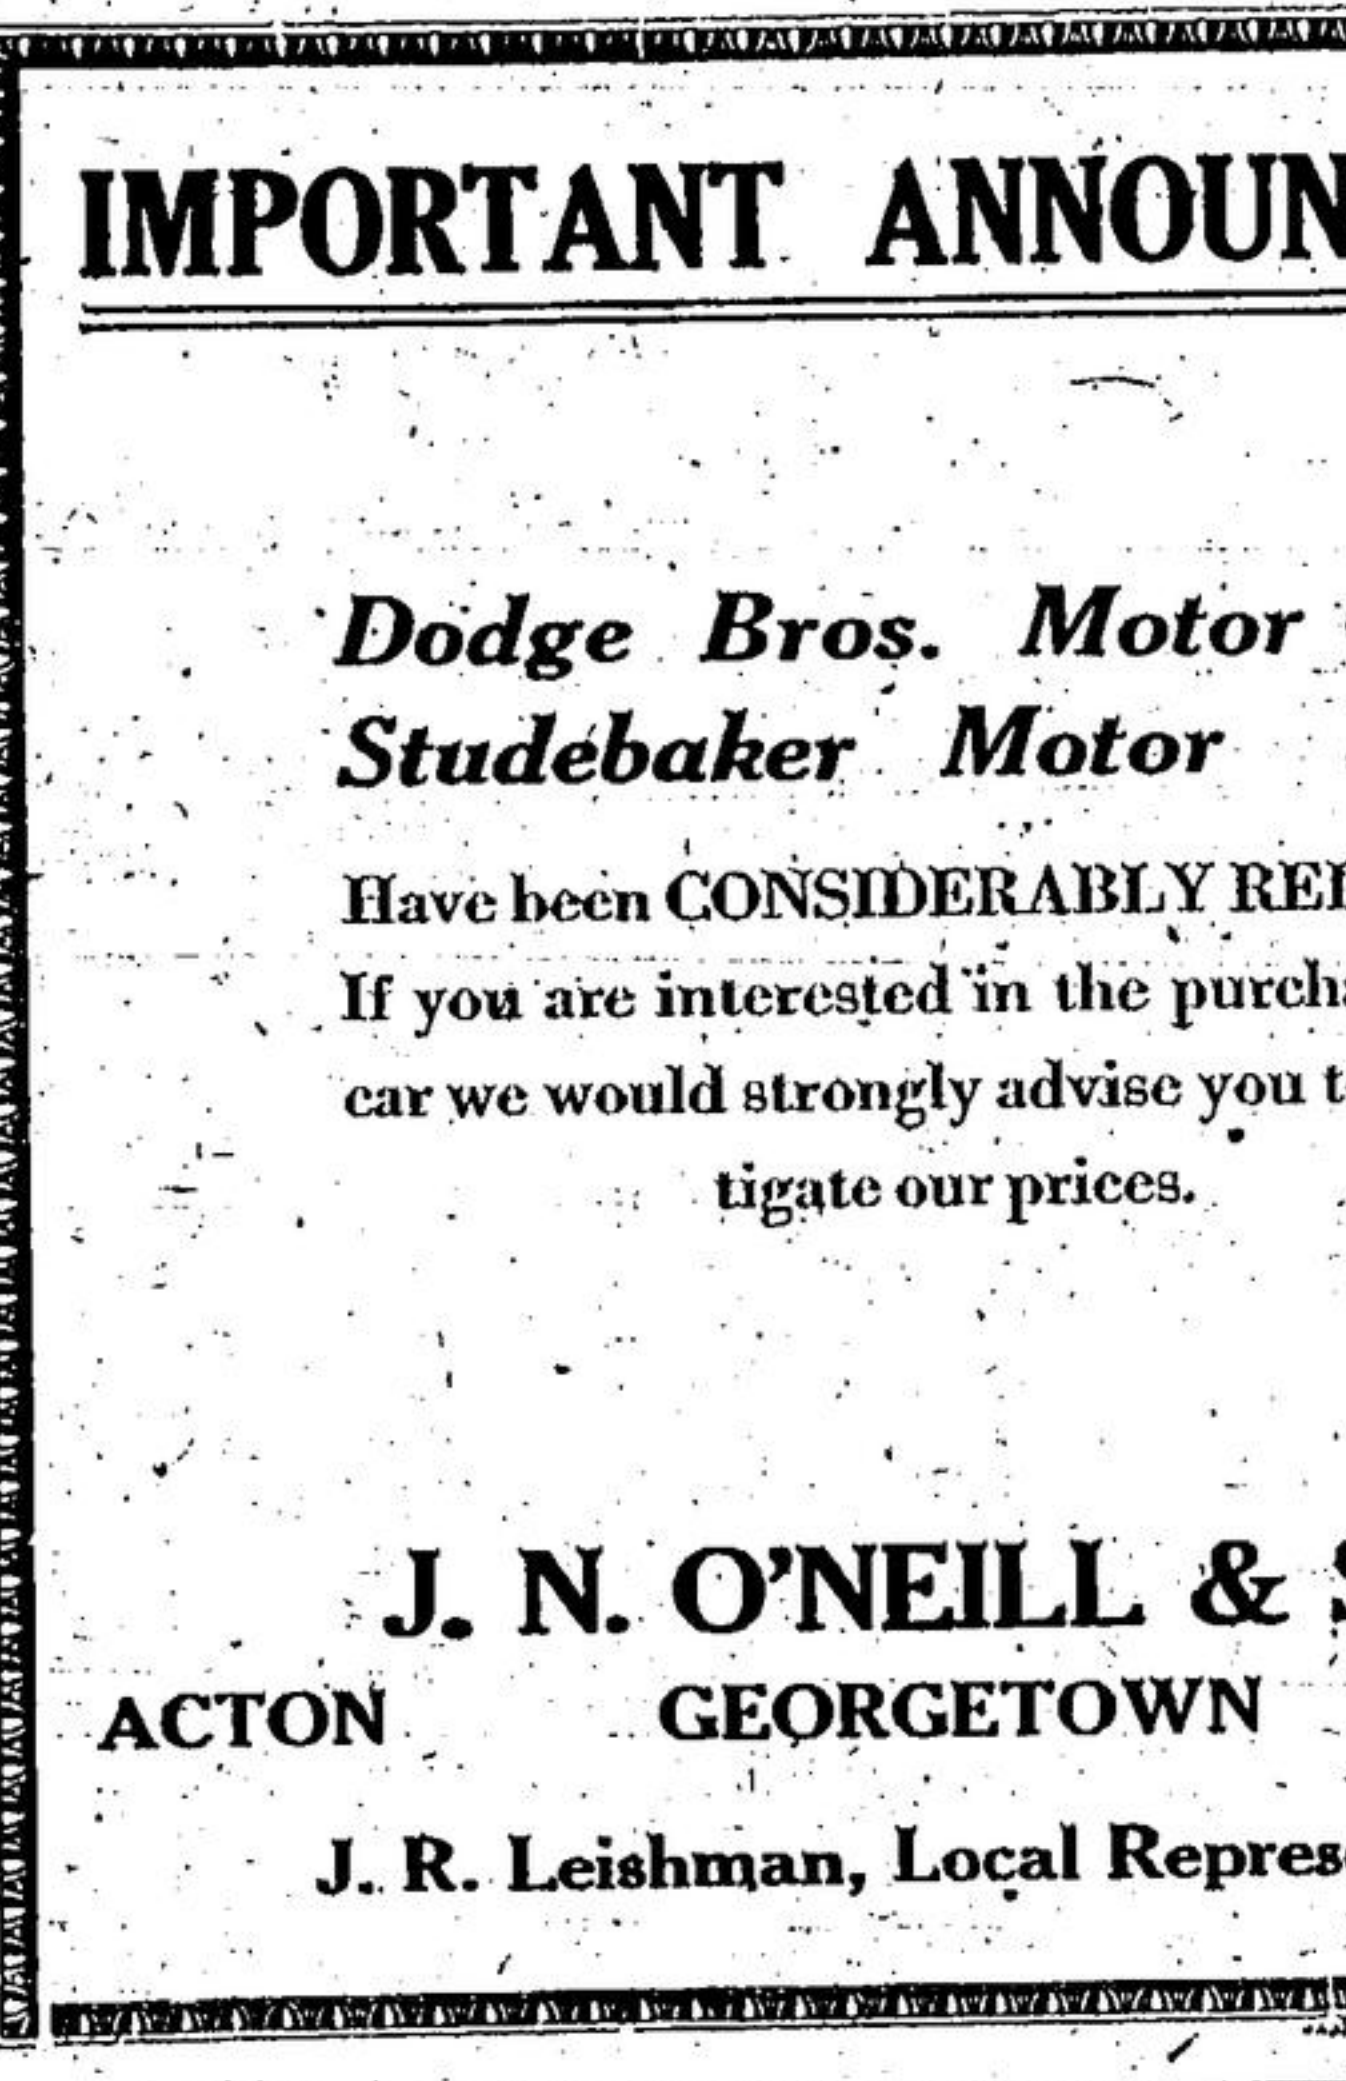 IMPORTANT ANNOUN
Dodge Bros. Motor
Studebaker Motor
Have been CONSIDERABLY RE
If you are interested in the purch
car we would strongly advise you t
tigate our prices.
J. N. O'NEILL & S
ACTON GEORGETOWN
J. R. Leishman, Local Repres